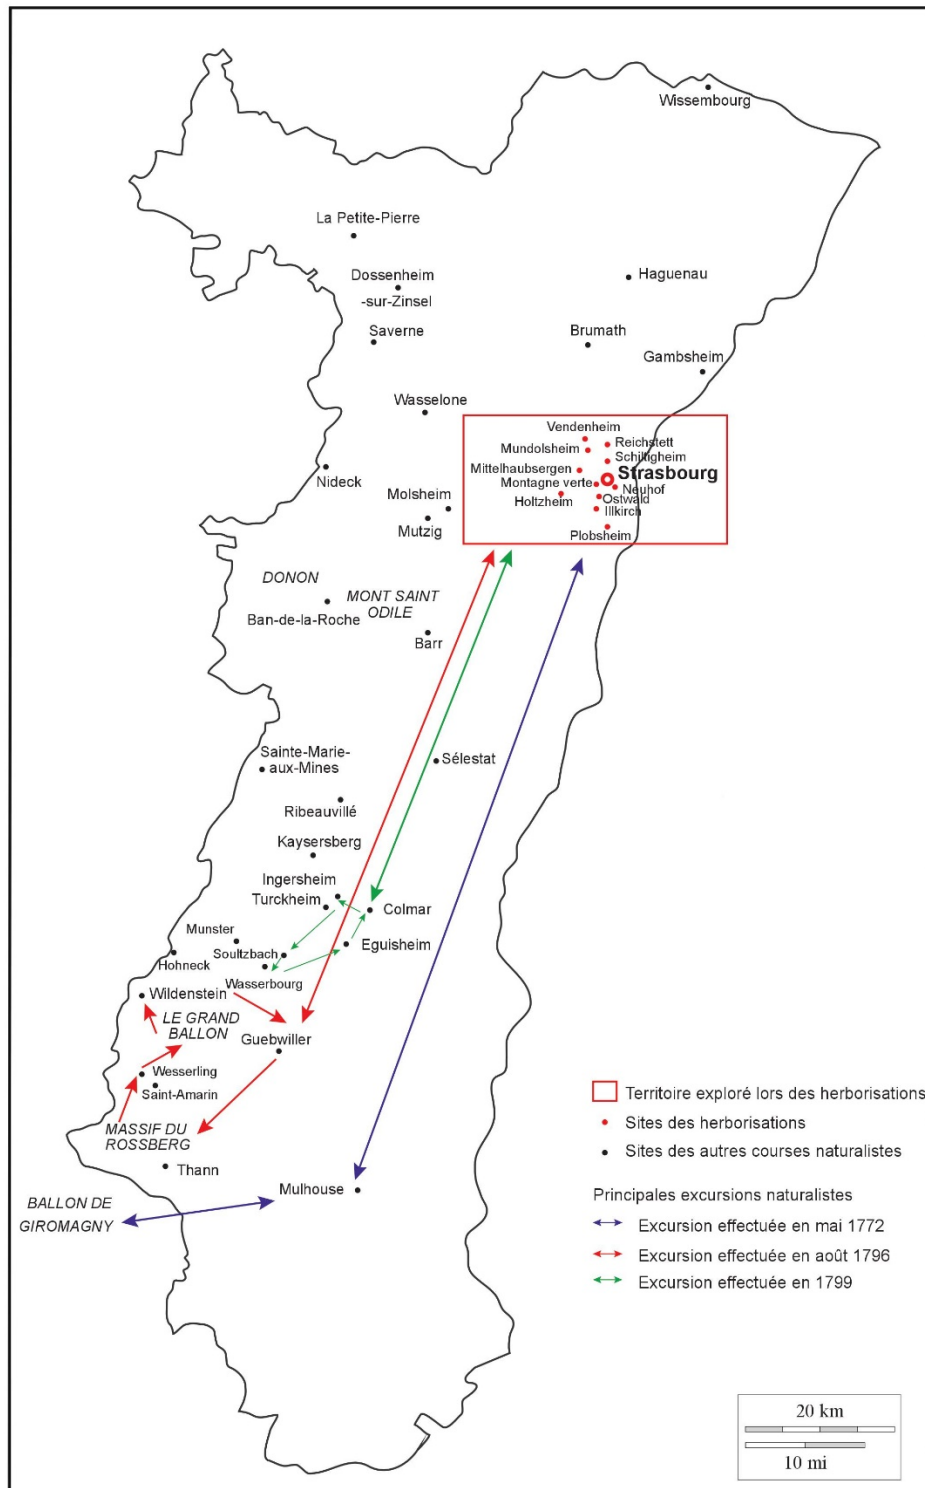 Wissembourg
La Petite-Pierre
Dossenheim
-sur-Zinsel
Haguenau
Saverne
Brumath
Gambsheim
Wasselone
Vendenheim
Reichstett
Mundolsheim
Schiltigheim
Mittelhaubsergen
Strasbourg
Nideck
Montagne verte
Neuhof
Molsheim
Holtzheim
Ostwald
Illkirch
Mutzig
Plobsheim
DONON
MONT SAINT
ODILE
Ban-de-la-Roche
Barr
Sainte-Marie-
aux-Mines
Sélestat
Ribeauvillé
Kaysersberg
Ingersheim
Turckheim
Colmar
Munster
Eguisheim
Soultzbach
Hohneck
Wasserbourg
Wildenstein
LE GRAND
BALLON
Guebwiller
Wesserling
Saint-Amarin
MASSIF DU
ROSSBERG
Thann
Mulhouse
BALLON DE
GIROMAGNY
Territoire exploré lors des herborisations
Sites des herborisations
Sites des autres courses naturalistes
Principales excursions naturalistes
Excursion effectuée en mai 1772
Excursion effectuée en août 1796
Excursion effectuée en 1799
20 km
10 mi